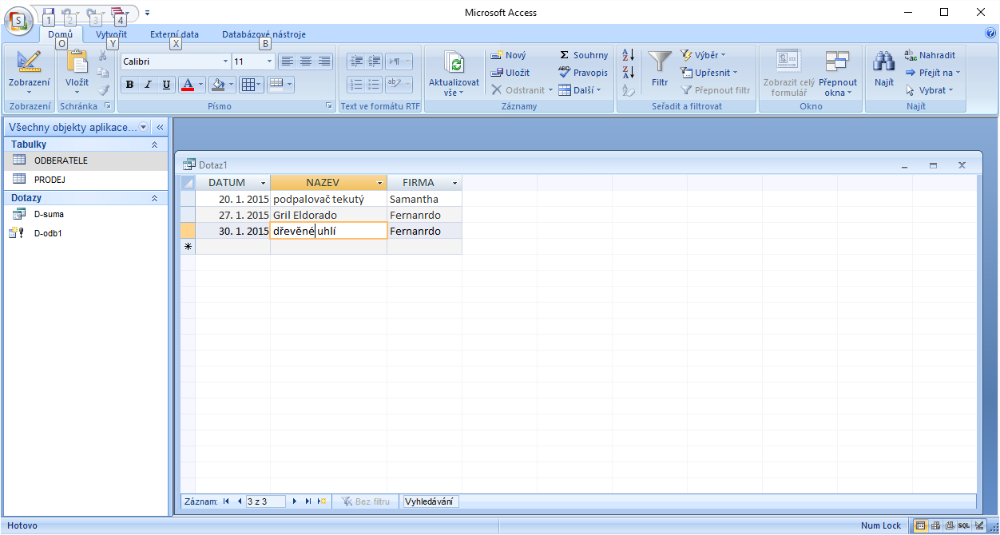 Microsoft Access
S 1 2 3 4
Domů Vytvořit Externí data Databázové nástroje
O Y X B
Calibri 11
Zobrazení
Vložit
B I U A
Aktualizovat vše
Nový
Uložit
Odstranit
Σ Souhrny
Pravopis
Další
Filtr
Výběr
Upřesnit
Přepnout filtr
Zobrazit celý formulář
Přepnout okna
Najít
Nahradit
Přejít na
Vybrat
Zobrazení Schránka Písmo Text ve formátu RTF Záznamy Seřadit a filtrovat Okno Najít
Všechny objekty aplikace...
Tabulky
ODBERATELE
PRODEJ
Dotazy
D-suma
D-odb1
Dotaz1
DATUM NAZEV FIRMA
20. 1. 2015 podpalovač tekutý Samantha
27. 1. 2015 Gril Eldorado Fernanrdo
30. 1. 2015 dřevěné uhlí Fernanrdo
Záznam: 3 z 3 Bez filtru Vyhledávání
Hotovo Num Lock SQL